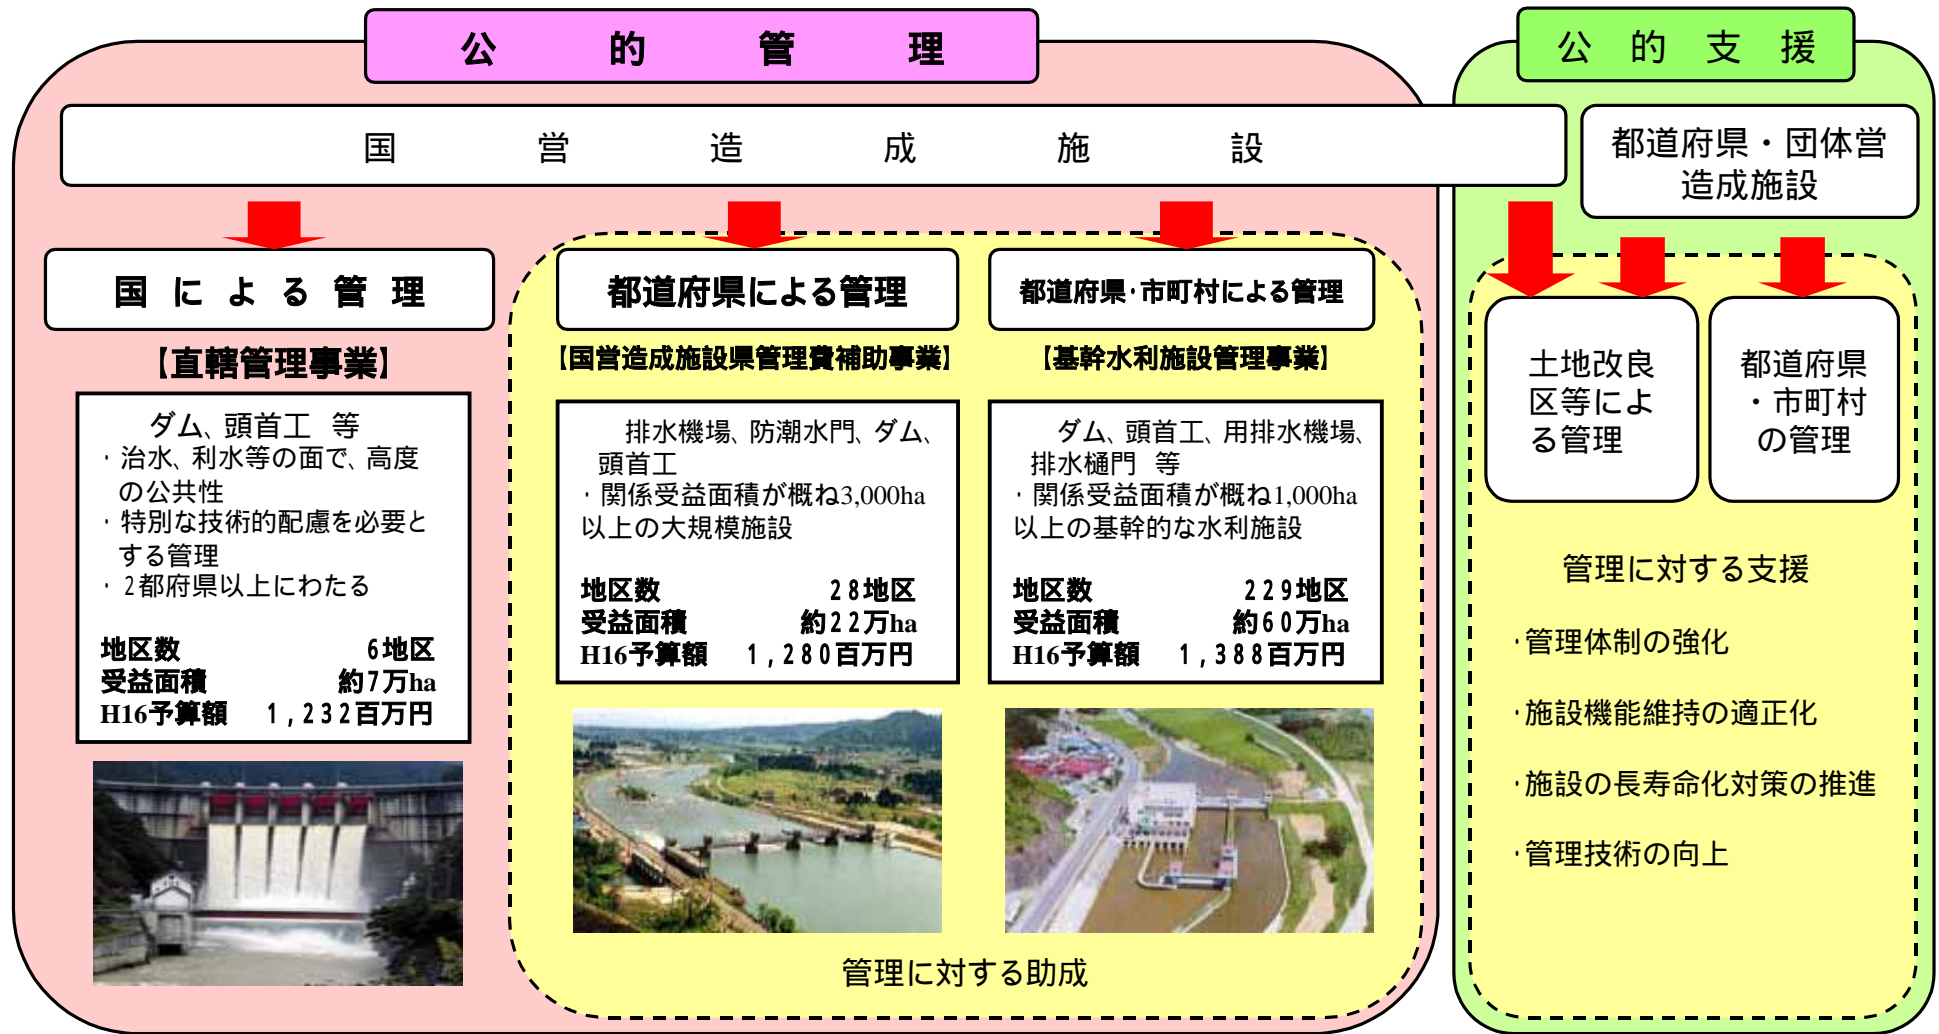 公的管理
公的支援
国営造成施設
都道府県・団体営
造成施設
国による管理
【直轄管理事業】
ダム、頭首工 等
・治水、利水等の面で、高度
の公共性
・特別な技術的配慮を必要と
する管理
・2都府県以上にわたる
地区数 6地区
受益面積 約7万ha
H16予算額 1,232百万円
都道府県による管理
【国営造成施設県管理費補助事業】
排水機場、防潮水門、ダム、
頭首工
・関係受益面積が概ね3,000ha
以上の大規模施設
地区数 28地区
受益面積 約22万ha
H16予算額 1,280百万円
都道府県・市町村による管理
【基幹水利施設管理事業】
ダム、頭首工、用排水機場、
排水樋門 等
・関係受益面積が概ね1,000ha
以上の基幹的な水利施設
地区数 229地区
受益面積 約60万ha
H16予算額 1,388百万円
管理に対する助成
土地改良
区等によ
る管理
都道府県
・市町村
の管理
管理に対する支援
・管理体制の強化
・施設機能維持の適正化
・施設の長寿命化対策の推進
・管理技術の向上